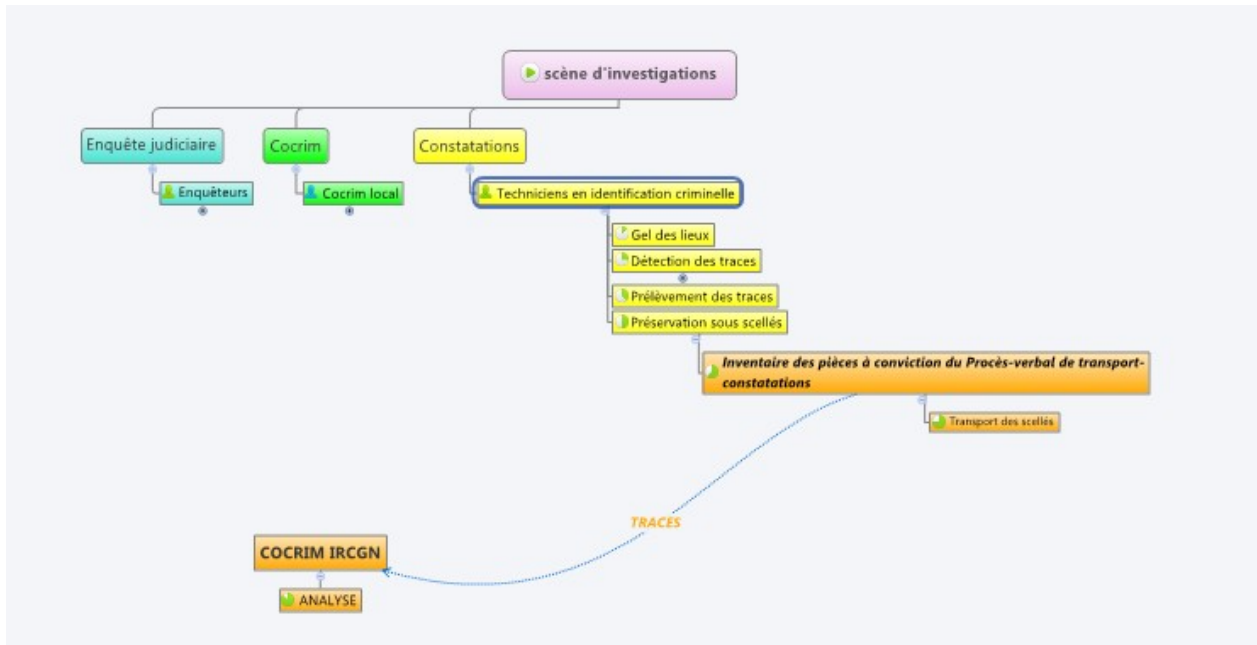 scène d'investigations
Enquête judiciaire
Cocrim
Constatations
Enquêteurs
Cocrim local
Techniciens en identification criminelle
Gel des lieux
Détection des traces
Prélèvement des traces
Préservation sous scellés
Inventaire des pièces à conviction du Procès-verbal de transport-
constatations
Transport des scellés
TRACES
COCRIM IRCGN
ANALYSE